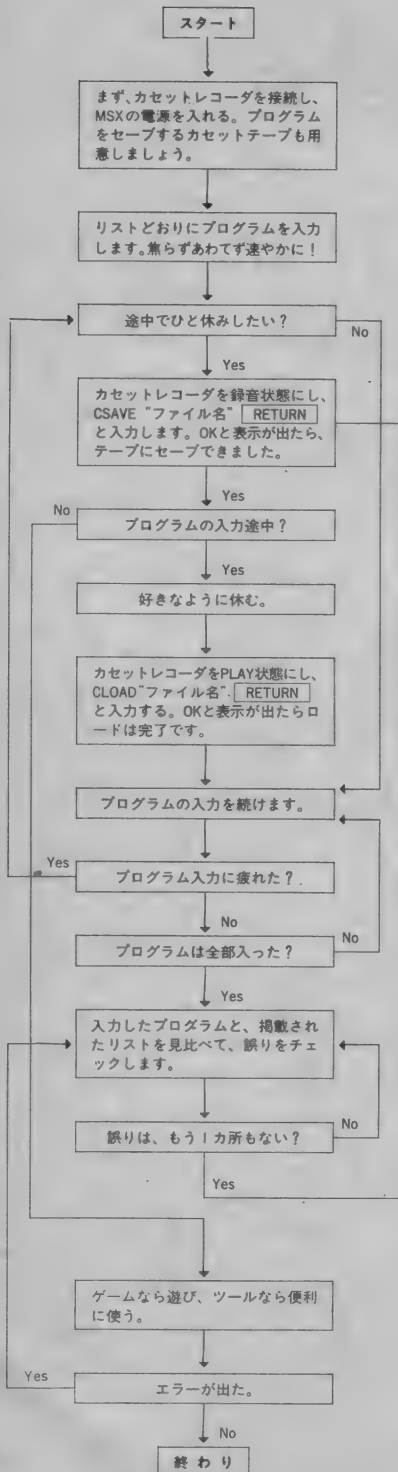 スタート
まず、カセットレコーダを接続し、
MSXの電源を入れる。プログラム
をセーブするカセットテープも用
意しましょう。
リストどおりにプログラムを入力
します。焦らずあわてず速やかに！
途中でひと休みしたい？
No
Yes
カセットレコーダを録音状態にし、
CSAVE "ファイル名" RETURN
と入力します。OKと表示が出たら、
テープにセーブできました。
Yes
No
プログラムの入力途中？
Yes
好きなように休む。
カセットレコーダをPLAY状態にし、
CLOAD"ファイル名". RETURN
と入力する。OKと表示が出たらロ
ードは完了です。
プログラムの入力を続けます。
Yes
プログラム入力に疲れた？
No
プログラムは全部入った？
No
Yes
入力したプログラムと、掲載され
たリストを見比べて、誤りをチェ
ックします。
誤りは、もう1カ所もない？
No
Yes
ゲームなら遊び、ツールなら便利
に使う。
Yes
エラーが出た。
No
終わり